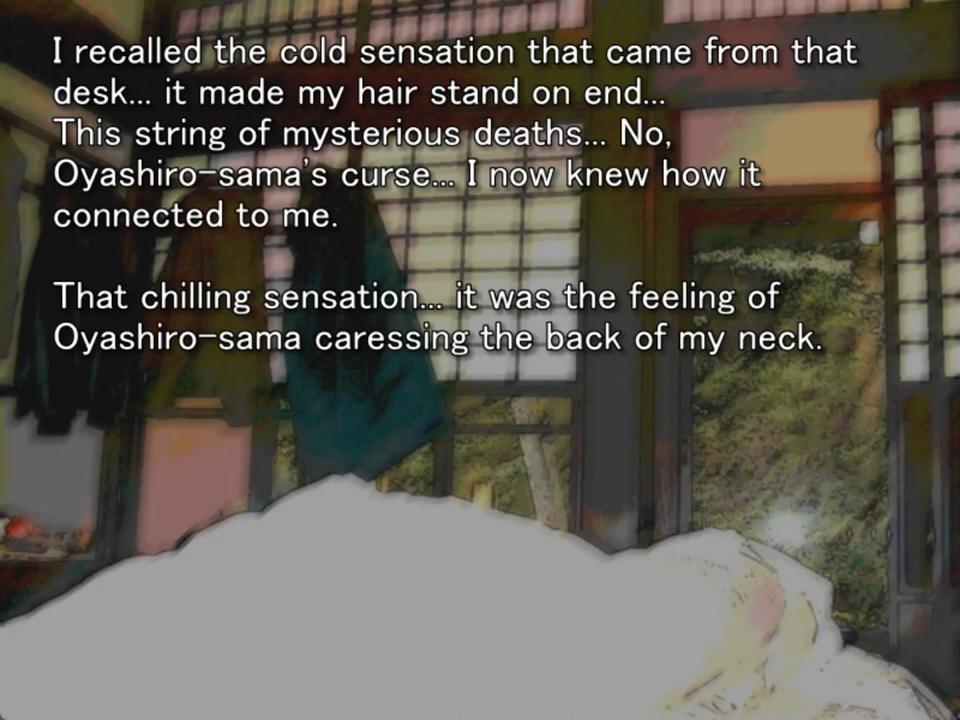 I recalled the cold sensation that came from that
desk... it made my hair stand on end...
This string of mysterious deaths... No,
Oyashiro-sama's curse... I now knew how it
connected to me.
That chilling sensation... it was the feeling of
Oyashiro-sama caressing the back of my neck.